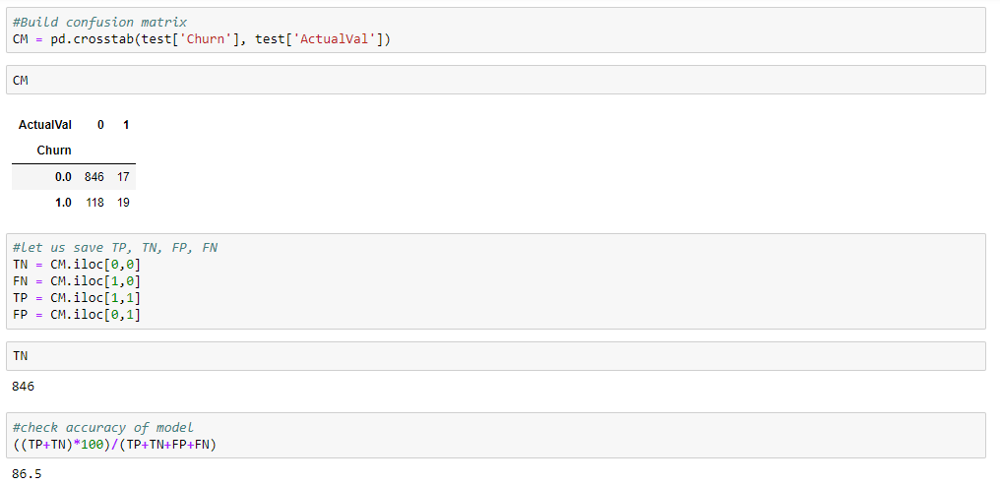 #Build confusion matrix
CM = pd.crosstab(test['Churn'], test['ActualVal'])
CM
ActualVal 0 1
Churn
0.0 846 17
1.0 118 19
#let us save TP, TN, FP, FN
TN = CM.iloc[0,0]
FN = CM.iloc[1,0]
TP = CM.iloc[1,1]
FP = CM.iloc[0,1]
TN
846
#check accuracy of model
((TP+TN)*100)/(TP+TN+FP+FN)
86.5